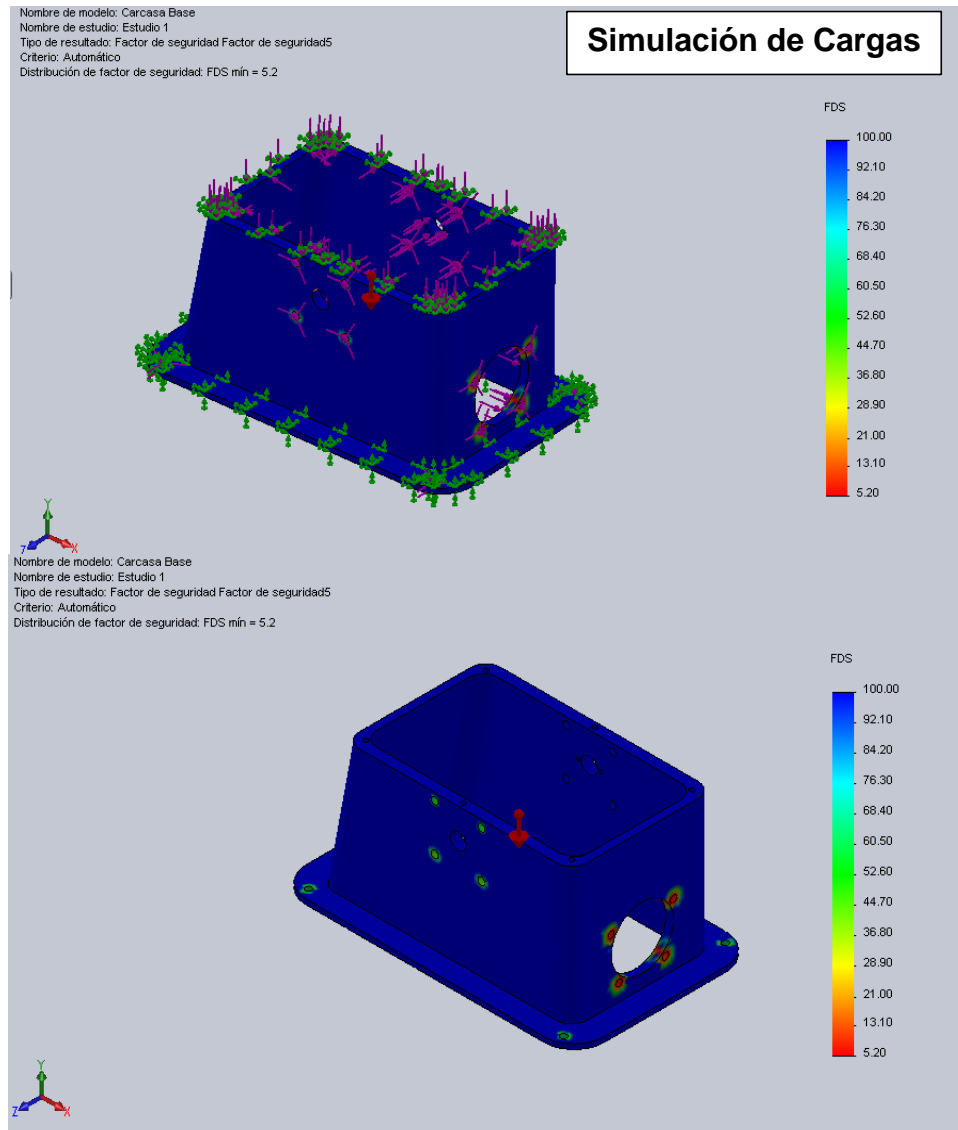 Nombre de modelo: Carcasa Base
Nombre de estudio: Estudio 1
Tipo de resultado: Factor de seguridad Factor de seguridad5
Criterio: Automático
Distribución de factor de seguridad: FDS mín = 5.2
Simulación de Cargas
FDS
100.00
92.10
84.20
76.30
68.40
60.50
52.60
44.70
36.80
28.90
21.00
13.10
5.20
Y
Z
X
Nombre de modelo: Carcasa Base
Nombre de estudio: Estudio 1
Tipo de resultado: Factor de seguridad Factor de seguridad5
Criterio: Automático
Distribución de factor de seguridad: FDS mín = 5.2
FDS
100.00
92.10
84.20
76.30
68.40
60.50
52.60
44.70
36.80
28.90
21.00
13.10
5.20
Y
Z
X